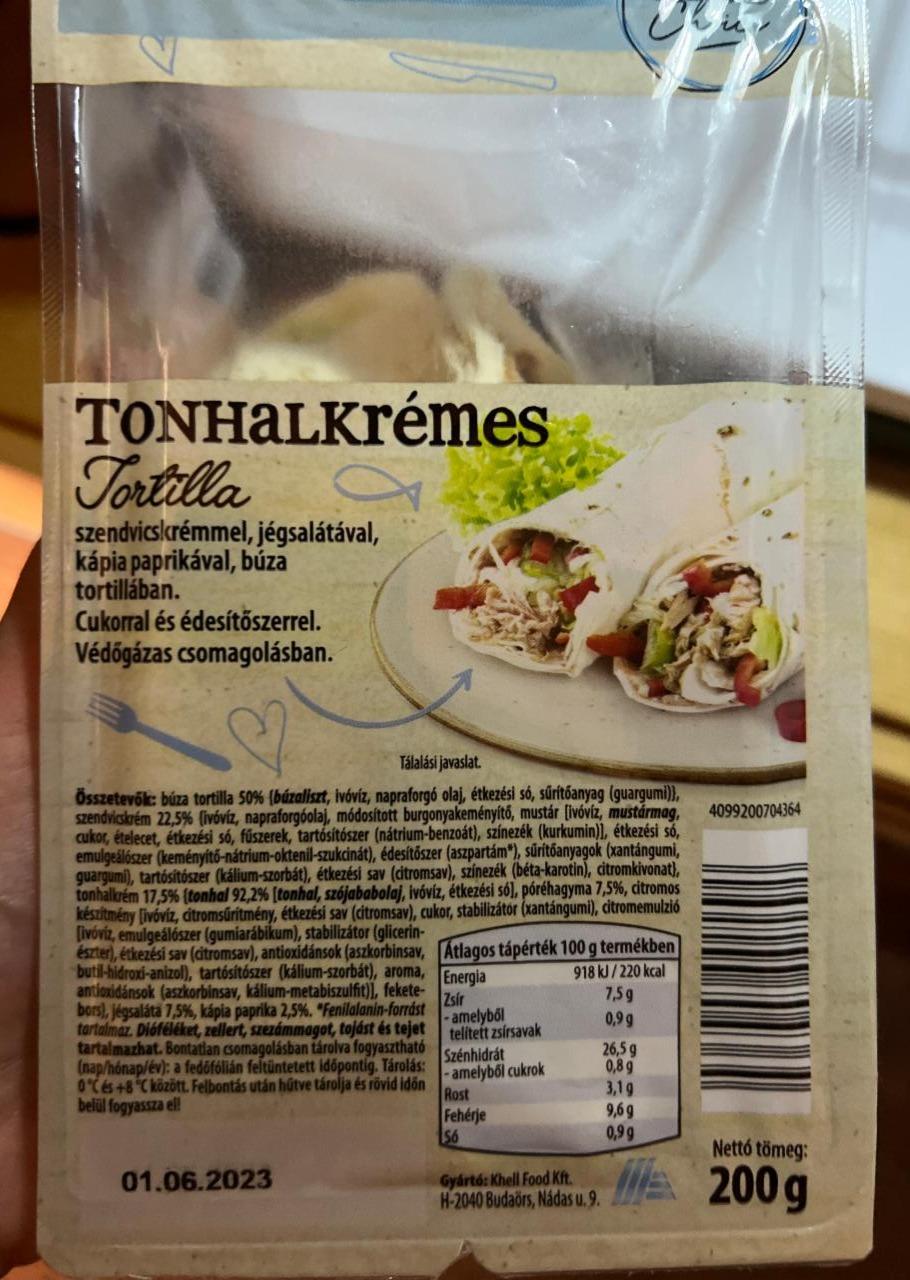 TONHALKrémes
Tortilla
szendvicskrémmel, jégsalátával,
kápia paprikával, búza
tortillában.
Cukorral és édesítőszerrel.
Védőgázas csomagolásban.
Tálalási javaslat.
Összetevők: búza tortilla 50% {búzaliszt, ivóvíz, napraforgó olaj, étkezési só, sűrítőanyag (guargumi)},
szendvicskrém 22,5% {ivóvíz, napraforgóolaj, módosított burgonyakeményítő, mustár [ivóvíz, mustármag,
cukor, ételecet, étkezési só, fűszerek, tartósítószer (nátrium-benzoát), színezék (kurkumin)], étkezési só,
emulgeálószer (keményítő-nátrium-oktenil-szukcinát), édesítőszer (aszpartám*), sűrítőanyagok (xantángumi,
guargumi), tartósítószer (kálium-szorbát), étkezési sav (citromsav), színezék (béta-karotin), citromkivonat},
tonhalkrém 17,5% {tonhal 92,2% [tonhal, szójababolaj, ivóvíz, étkezési só], póréhagyma 7,5%, citromos
készítmény [ivóvíz, citromsűrítmény, étkezési sav (citromsav), cukor, stabilizátor (xantángumi), citromemulzió
[ivóvíz, emulgeálószer (gumiarábikum), stabilizátor (glicerin-
észter), étkezési sav (citromsav), antioxidánsok (aszkorbinsav,
butil-hidroxi-anizol), tartósítószer (kálium-szorbát), aroma,
antioxidánsok (aszkorbinsav, kálium-metabiszulfit)], fekete-
bors}, jégsaláta 7,5%, kápia paprika 2,5%. *Fenilalanin-forrást
tartalmaz. Dióféléket, zellert, szezámmagot, tojást és tejet
tartalmazhat. Bontatlan csomagolásban tárolva fogyasztható
(nap/hónap/év): a fedőfólián feltüntetett időpontig. Tárolás:
0 °C és +8 °C között. Felbontás után hűtve tárolja és rövid időn
belül fogyassza el!
01.06.2023
Átlagos tápérték 100 g termékben
Energia 918 kJ / 220 kcal
Zsír 7,5 g
- amelyből
telített zsírsavak 0,9 g
Szénhidrát 26,5 g
- amelyből cukrok 0,8 g
Rost 3,1 g
Fehérje 9,6 g
Só 0,9 g
Gyártó: Khell Food Kft.
H-2040 Budaörs, Nádas u. 9.
4099200704364
Nettó tömeg:
200 g